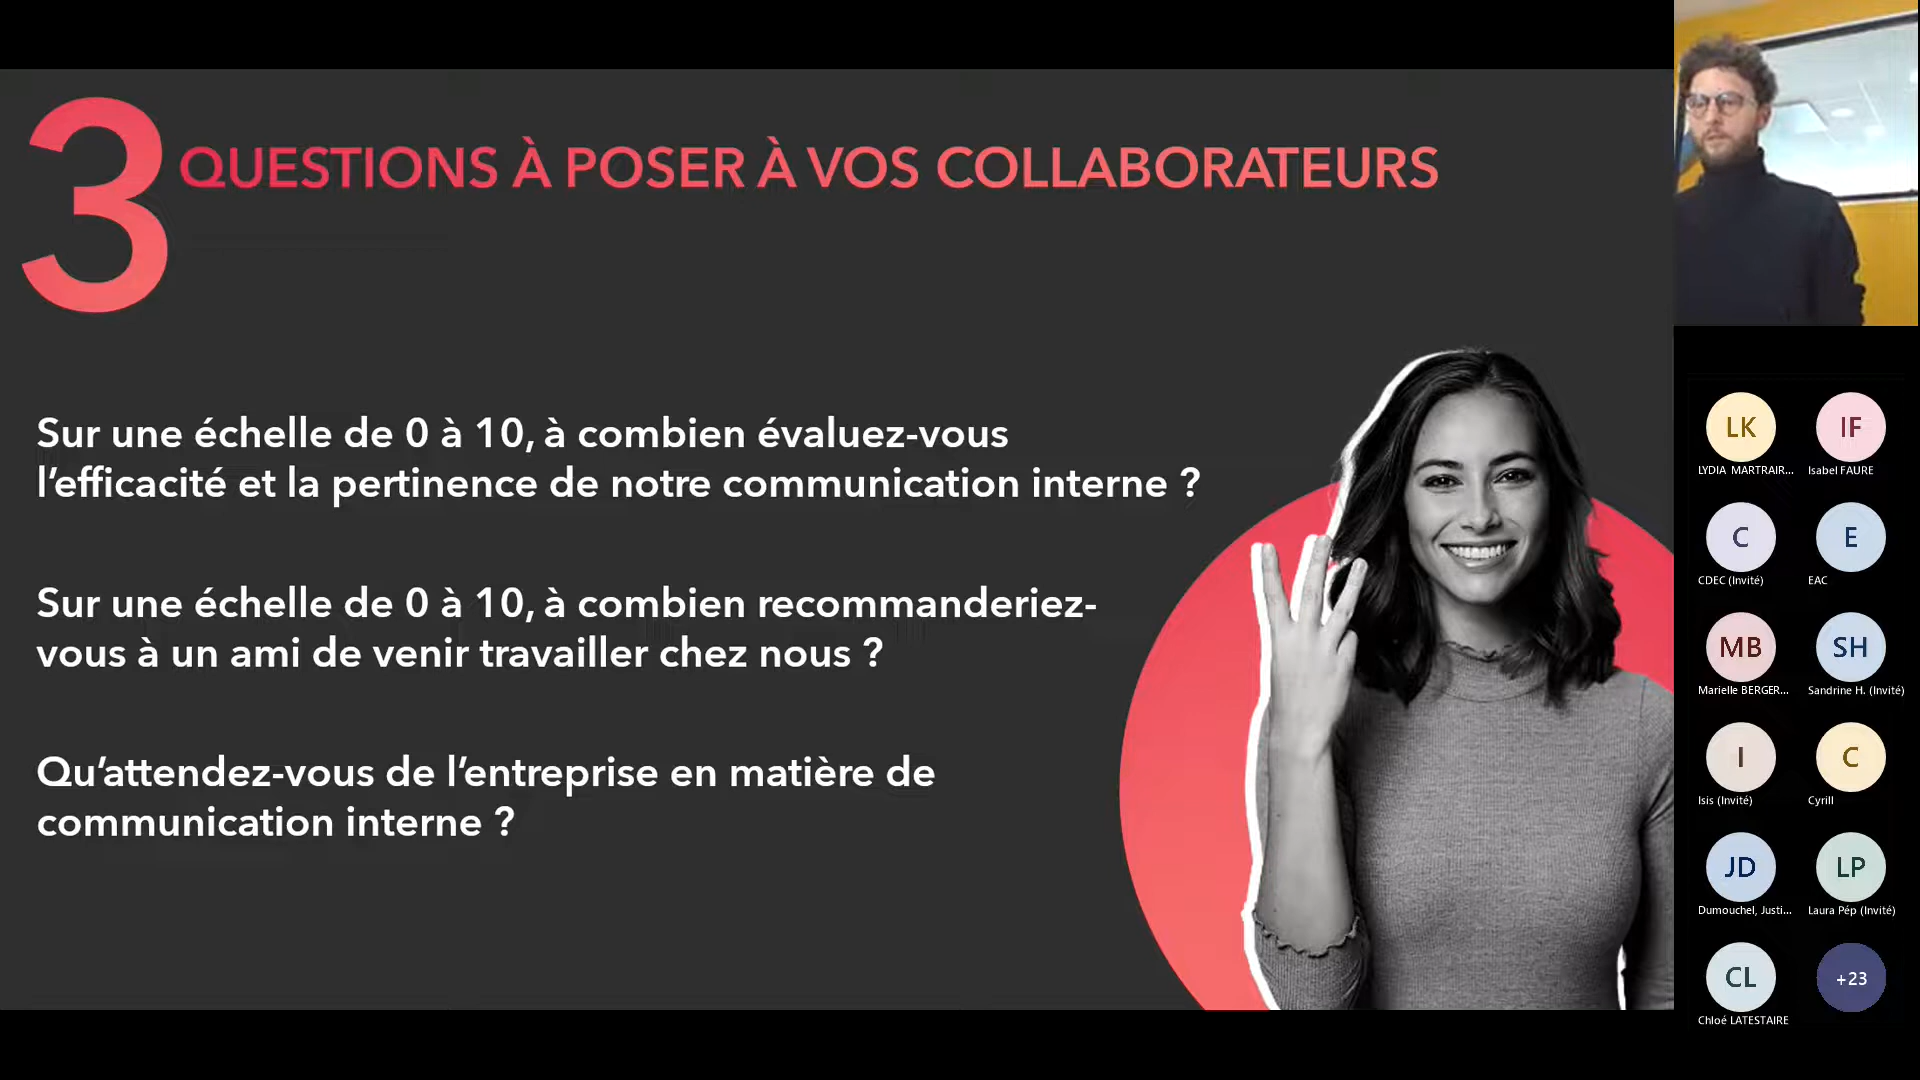 3
QUESTIONS À POSER À VOS COLLABORATEURS
Sur une échelle de 0 à 10, à combien évaluez-vous
l’efficacité et la pertinence de notre communication interne ?
Sur une échelle de 0 à 10, à combien recommanderiez-
vous à un ami de venir travailler chez nous ?
Qu’attendez-vous de l’entreprise en matière de
communication interne ?
LK
IF
LYDIA MARTRAIR...
Isabel FAURE
C
E
CDEC (Invité)
EAC
MB
SH
Marielle BERGER...
Sandrine H. (Invité)
I
C
Isis (Invité)
Cyrill
JD
LP
Dumouchel, Justi...
Laura Pép (Invité)
CL
+23
Chloé LATESTAIRE